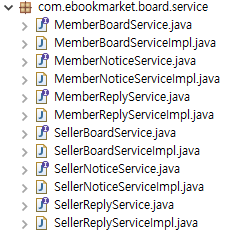 com.ebookmarket.board.service
MemberBoardService.java
MemberBoardServiceImpl.java
MemberNoticeService.java
MemberNoticeServiceImpl.java
MemberReplyService.java
MemberReplyServiceImpl.java
SellerBoardService.java
SellerBoardServiceImpl.java
SellerNoticeService.java
SellerNoticeServiceImpl.java
SellerReplyService.java
SellerReplyServiceImpl.java